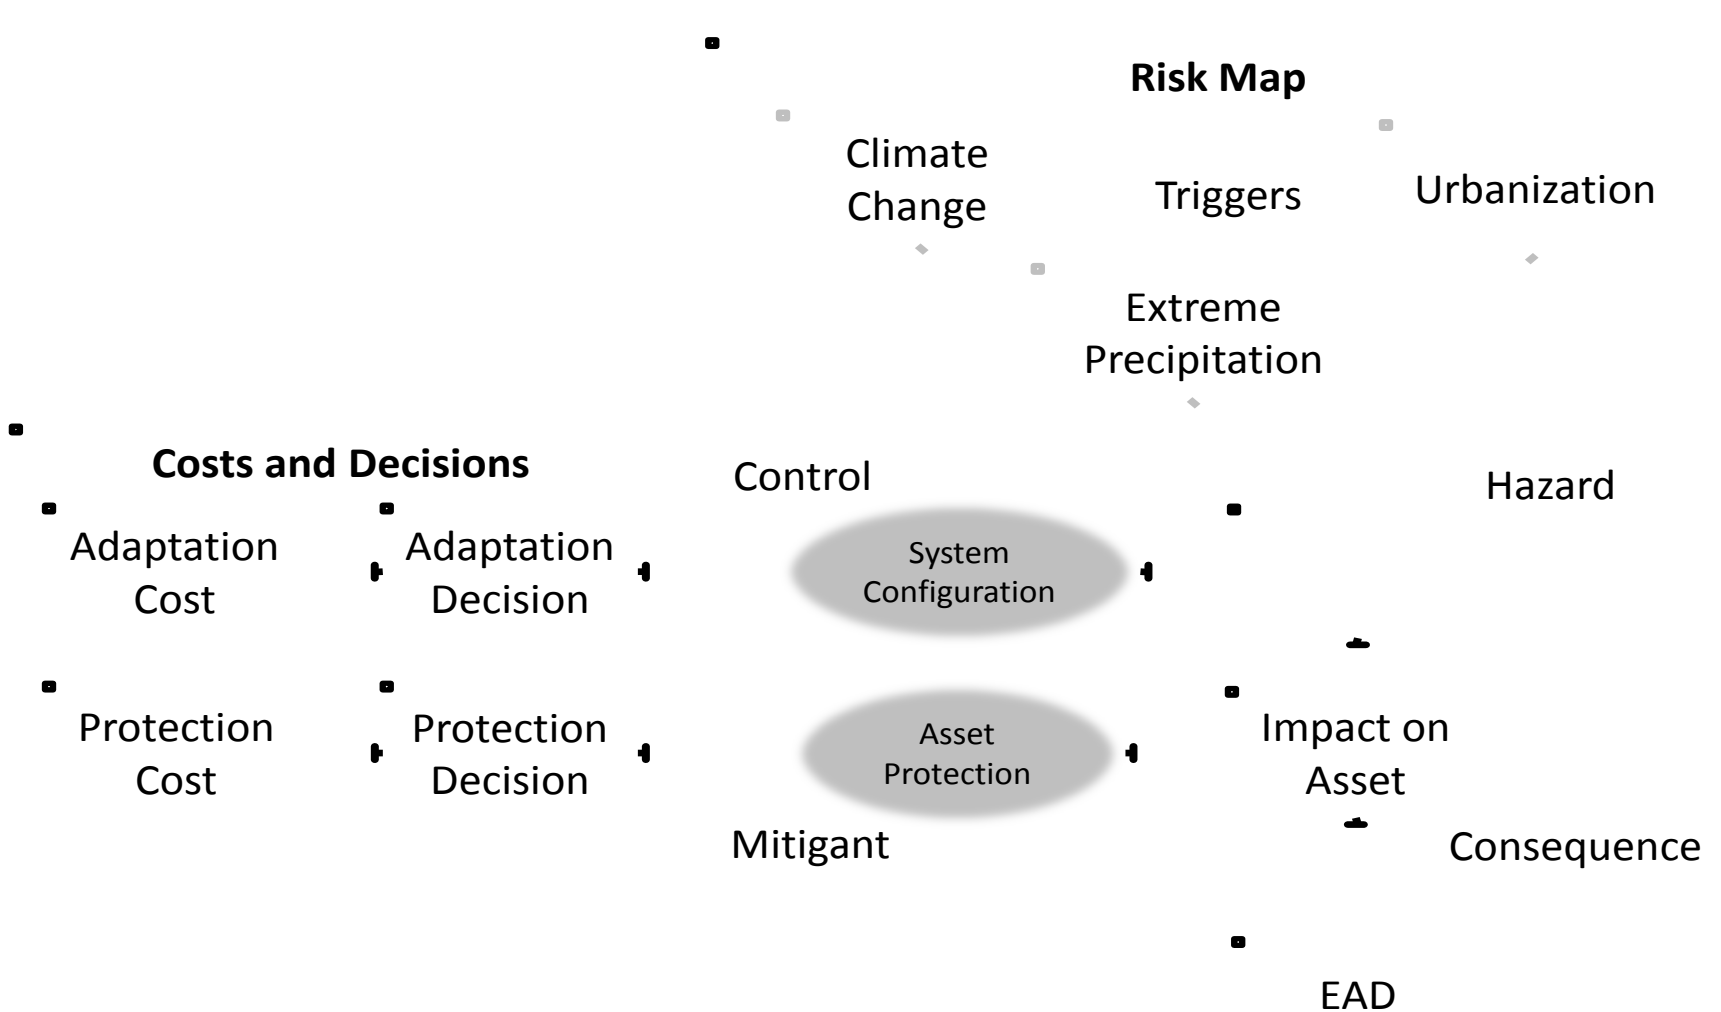 Risk Map
Climate
Change
Triggers
Urbanization
Extreme
Precipitation
Costs and Decisions
Control
Hazard
Adaptation
Cost
Adaptation
Decision
System
Configuration
Protection
Cost
Protection
Decision
Asset
Protection
Impact on
Asset
Mitigant
Consequence
EAD